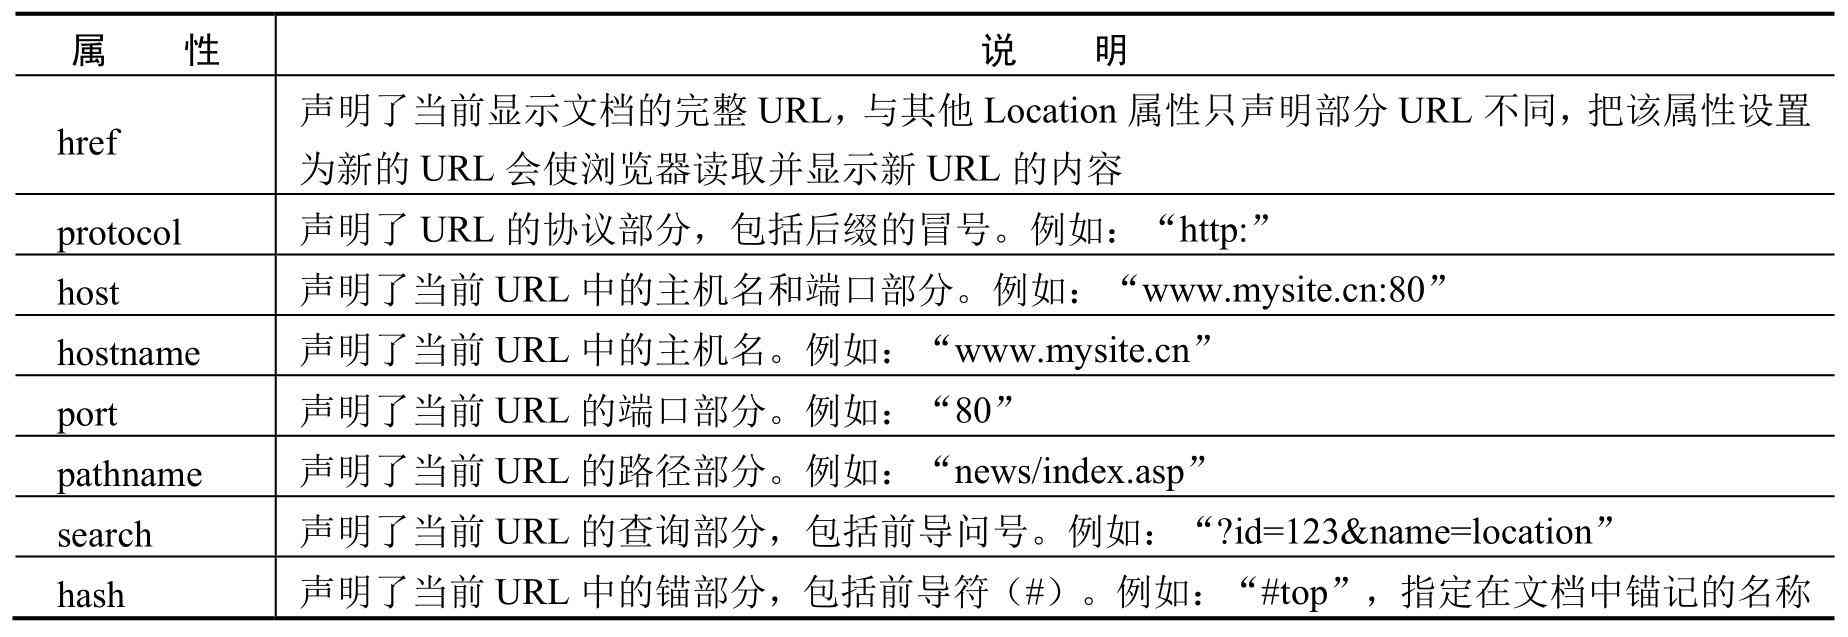 属 性 说 明
href 声明了当前显示文档的完整 URL，与其他 Location 属性只声明部分 URL 不同，把该属性设置
为新的 URL 会使浏览器读取并显示新 URL 的内容
protocol 声明了 URL 的协议部分，包括后缀的冒号。例如：“http:”
host 声明了当前 URL 中的主机名和端口部分。例如：“www.mysite.cn:80”
hostname 声明了当前 URL 中的主机名。例如：“www.mysite.cn”
port 声明了当前 URL 的端口部分。例如：“80”
pathname 声明了当前 URL 的路径部分。例如：“news/index.asp”
search 声明了当前 URL 的查询部分，包括前导问号。例如：“?id=123&name=location”
hash 声明了当前 URL 中的锚部分，包括前导符（#）。例如：“#top”，指定在文档中锚记的名称